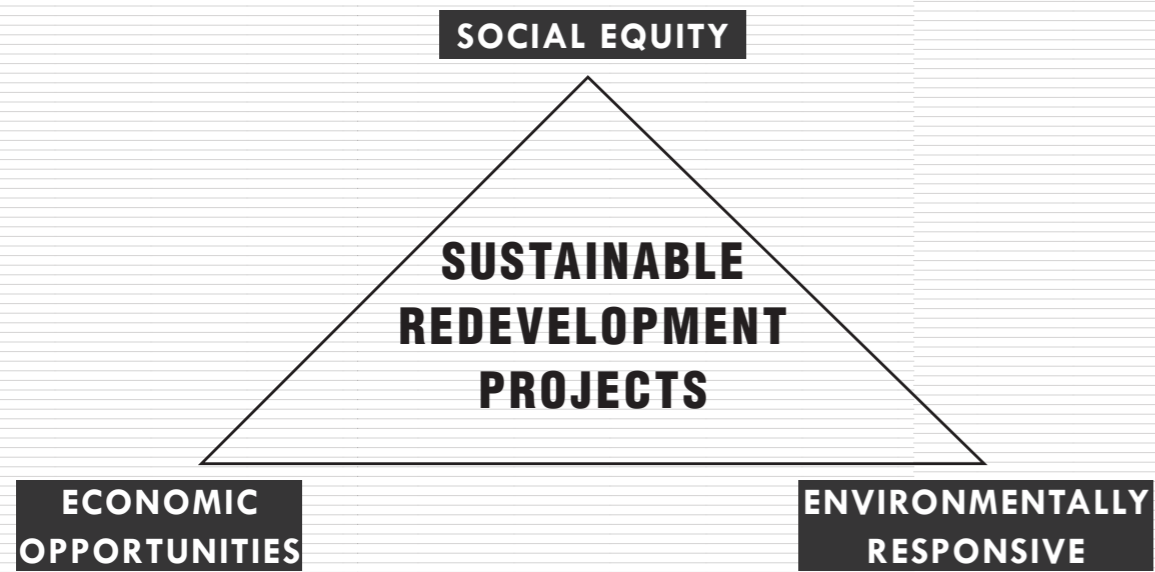 SOCIAL EQUITY
SUSTAINABLE
REDEVELOPMENT
PROJECTS
ECONOMIC
OPPORTUNITIES
ENVIRONMENTALLY
RESPONSIVE